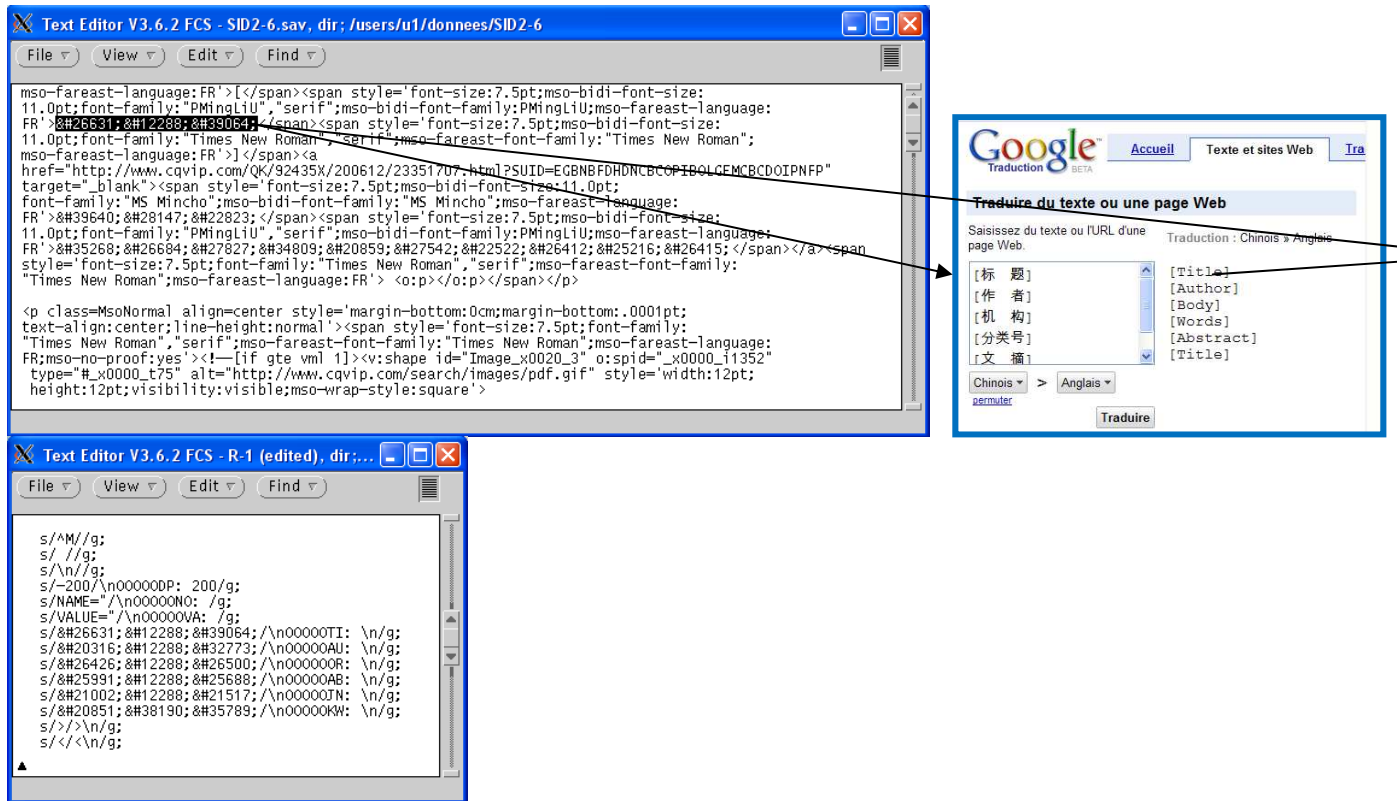 Text Editor V3.6.2 FCS - SID2-6.sav, dir; /users/u1/donnees/SID2-6
File View Edit Find
mso-fareast-language:FR'>[</span><span style='font-size:7.5pt;mso-bidi-font-size:
11.0pt;font-family:"PMingLiU","serif";mso-bidi-font-family:PMingLiU;mso-fareast-language:
FR'>&#26631;&#12288;&#39064;</span><span style='font-size:7.5pt;mso-bidi-font-size:
11.0pt;font-family:"Times New Roman","serif";mso-fareast-font-family:"Times New Roman";
mso-fareast-language:FR'>]</span><a
href="http://www.cqvip.com/QK/92435X/200612/23351707.html?SUID=EGBNBFDHDNCBCOPIBOLGEMCBCDOIPNFP"
target="_blank"><span style='font-size:7.5pt;mso-bidi-font-size:11.0pt;
font-family:"MS Mincho";mso-bidi-font-family:"MS Mincho";mso-fareast-language:
FR'>&#39640;&#28147;&#22823;</span><span style='font-size:7.5pt;mso-bidi-font-size:
11.0pt;font-family:"PMingLiU","serif";mso-bidi-font-family:PMingLiU;mso-fareast-language:
FR'>&#35268;&#26684;&#27827;&#34809;&#20859;&#27542;&#22522;&#26412;&#25216;&#26415;</span></a><span
style='font-size:7.5pt;font-family:"Times New Roman","serif";mso-fareast-font-family:
"Times New Roman";mso-fareast-language:FR'> <o:p></o:p></span></p>
<p class=MsoNormal align=center style='margin-bottom:0cm;margin-bottom:.0001pt;
text-align:center;line-height:normal'><span style='font-size:7.5pt;font-family:
"Times New Roman","serif";mso-fareast-font-family:"Times New Roman";mso-fareast-language:
FR;mso-no-proof:yes'><!--[if gte vml 1]><v:shape id="Image_x0020_3" o:spid="_x0000_i1352"
type="#_x0000_t75" alt="http://www.cqvip.com/search/images/pdf.gif" style='width:12pt;
height:12pt;visibility:visible;mso-wrap-style:square'>
Google™
Traduction BETA
Accueil Texte et sites Web Tra
Traduire du texte ou une page Web
Saisissez du texte ou l'URL d'une
page Web.
Traduction : Chinois » Anglais
[标　题]
[作　者]
[机　构]
[分类号]
[文　摘]
[Title]
[Author]
[Body]
[Words]
[Abstract]
[Title]
Chinois > Anglais
permuter
Traduire
Text Editor V3.6.2 FCS - R-1 (edited), dir;...
File View Edit Find
s/^M//g;
s/ //g;
s/\n//g;
s/-200/\n00000DP: 200/g;
s/NAME="/\n00000NO: /g;
s/VALUE="/\n00000VA: /g;
s/&#26631;&#12288;&#39064;/\n00000TI: \n/g;
s/&#20316;&#12288;&#32773;/\n00000AU: \n/g;
s/&#26426;&#12288;&#26500;/\n00000OR: \n/g;
s/&#25991;&#12288;&#25688;/\n00000AB: \n/g;
s/&#21002;&#12288;&#21517;/\n00000JN: \n/g;
s/&#20851;&#38190;&#35789;/\n00000KW: \n/g;
s/>/>\n/g;
s/</<\n/g;